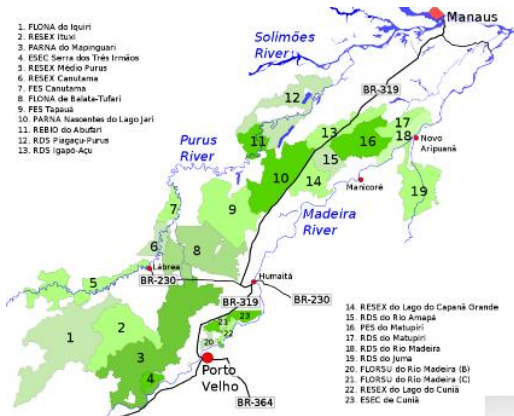 1. FLONA do Iquiri
2. RESEX Ituxi
3. PARNA do Mapinguari
4. ESEC Serra dos Três Irmãos
5. RESEX Médio Purus
6. RESEX Canutama
7. FES Canutama
8. FLONA de Balata-Tufari
9. FES Tapauá
10. PARNA Nascentes do Lago Jari
11. REBIO do Abufari
12. RDS Piagaçu-Purus
13. RDS Igapó-Açu
Solimões
River
Manaus
BR-319
12
11
13
17
16
18
15
Novo
Aripuanã
Purus
River
10
14
Manicoré
19
7
9
Madeira
River
6
8
Lábrea
BR-230
Humaitá
5
BR-319
BR-230
23
21
22
20
1
2
3
4
Porto
Velho
BR-364
14. RESEX do Lago do Capanã Grande
15. RDS do Rio Amapá
16. PES do Matupiri
17. RDS do Matupiri
18. RDS do Rio Madeira
19. RDS do Juma
20. FLORSU do Rio Madeira (B)
21. FLORSU do Rio Madeira (C)
22. RESEX do Lago do Cuniã
23. ESEC de Cuniã